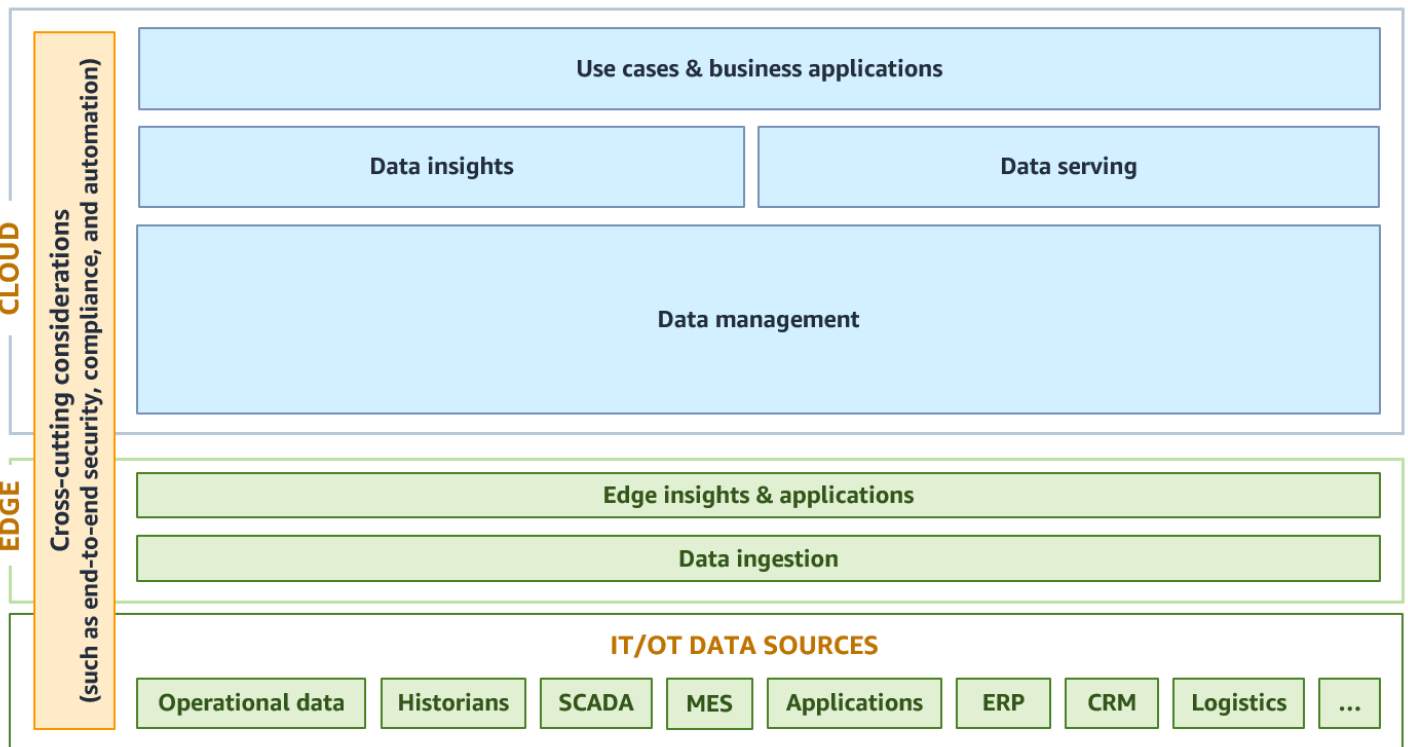 Use cases & business applications
Data insights
Data serving
Data management
CLOUD
Cross-cutting considerations
(such as end-to-end security, compliance, and automation)
Edge insights & applications
Data ingestion
EDGE
IT/OT DATA SOURCES
Operational data
Historians
SCADA
MES
Applications
ERP
CRM
Logistics
...